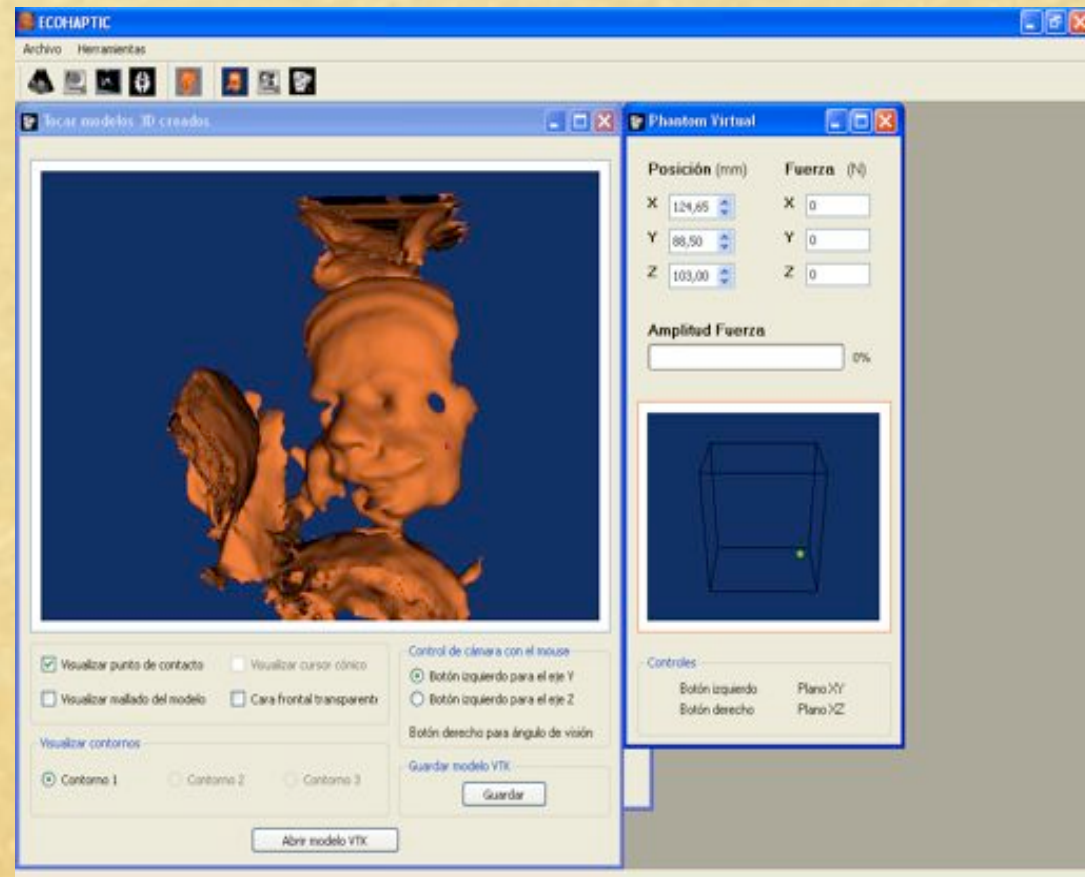 ECOHAPTIC
Archivo Herramientas
Tocar modelos 3D creados
Phantom Virtual
Posición (mm) Fuerza (N)
X 124,65 X 0
Y 88,50 Y 0
Z 103,00 Z 0
Amplitud Fuerza
0%
Visualizar punto de contacto Visualizar cursor cónico
Visualizar mallado del modelo Cara frontal transparente
Visualizar contornos
Contorno 1 Contorno 2 Contorno 3
Control de cámara con el mouse
Botón izquierdo para el eje Y
Botón izquierdo para el eje Z
Botón derecho para ángulo de visión
Guardar modelo VTK
Guardar
Abrir modelo VTK
Controles
Botón izquierdo Plano XY
Botón derecho Plano XZ